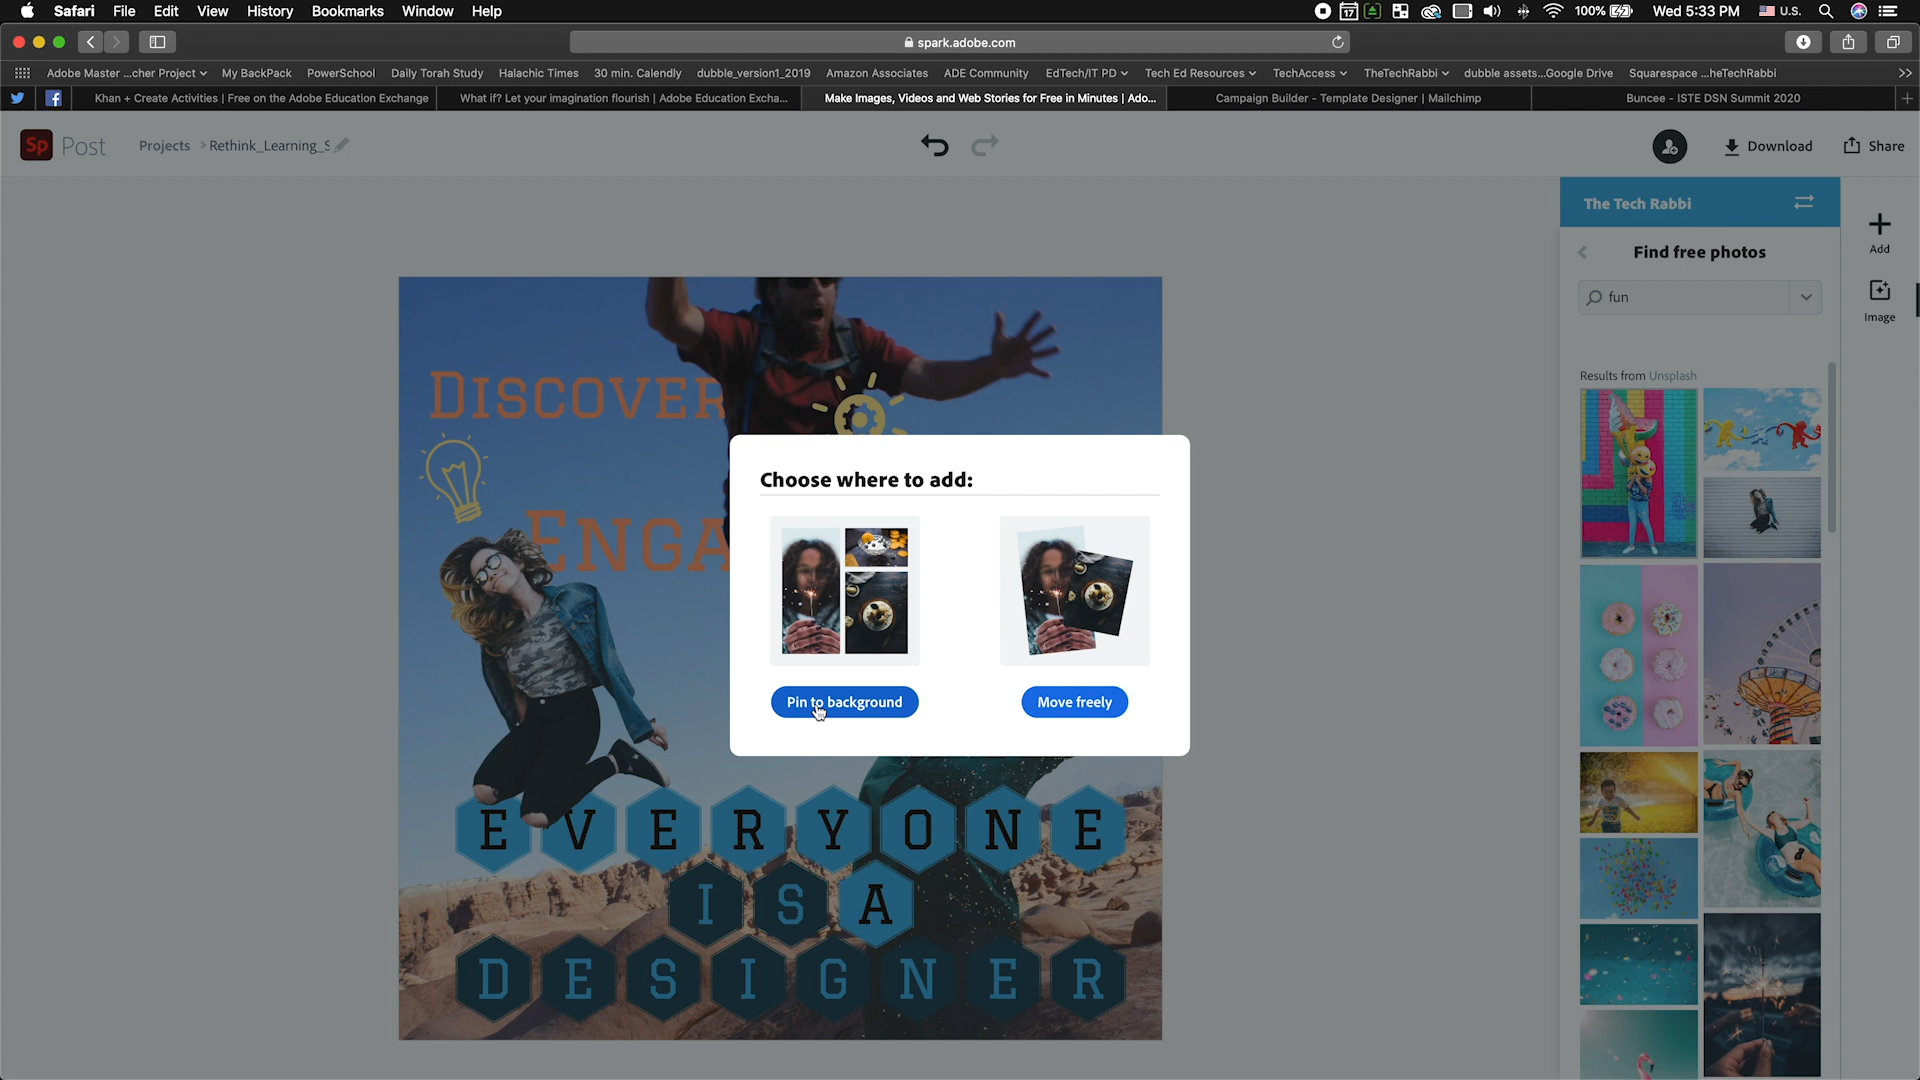 Safari File Edit View History Bookmarks Window Help 17 100% Wed 5:33 PM U.S.
spark.adobe.com
Adobe Master ...cher Project My BackPack PowerSchool Daily Torah Study Halachic Times 30 min. Calendly dubble_version1_2019 Amazon Associates ADE Community EdTech/IT PD Tech Ed Resources TechAccess TheTechRabbi dubble assets...Google Drive Squarespace ...heTechRabbi
Khan + Create Activities | Free on the Adobe Education Exchange What if? Let your imagination flourish | Adobe Education Excha... Make Images, Videos and Web Stories for Free in Minutes | Ado... Campaign Builder - Template Designer | Mailchimp Buncee - ISTE DSN Summit 2020
Sp Post Projects > Rethink_Learning_S Download Share
The Tech Rabbi
Add
Find free photos
fun
Image
Results from Unsplash
DISCOVER
ENGA
Choose where to add:
Pin to background Move freely
EVERYONE
IS A
DESIGNER